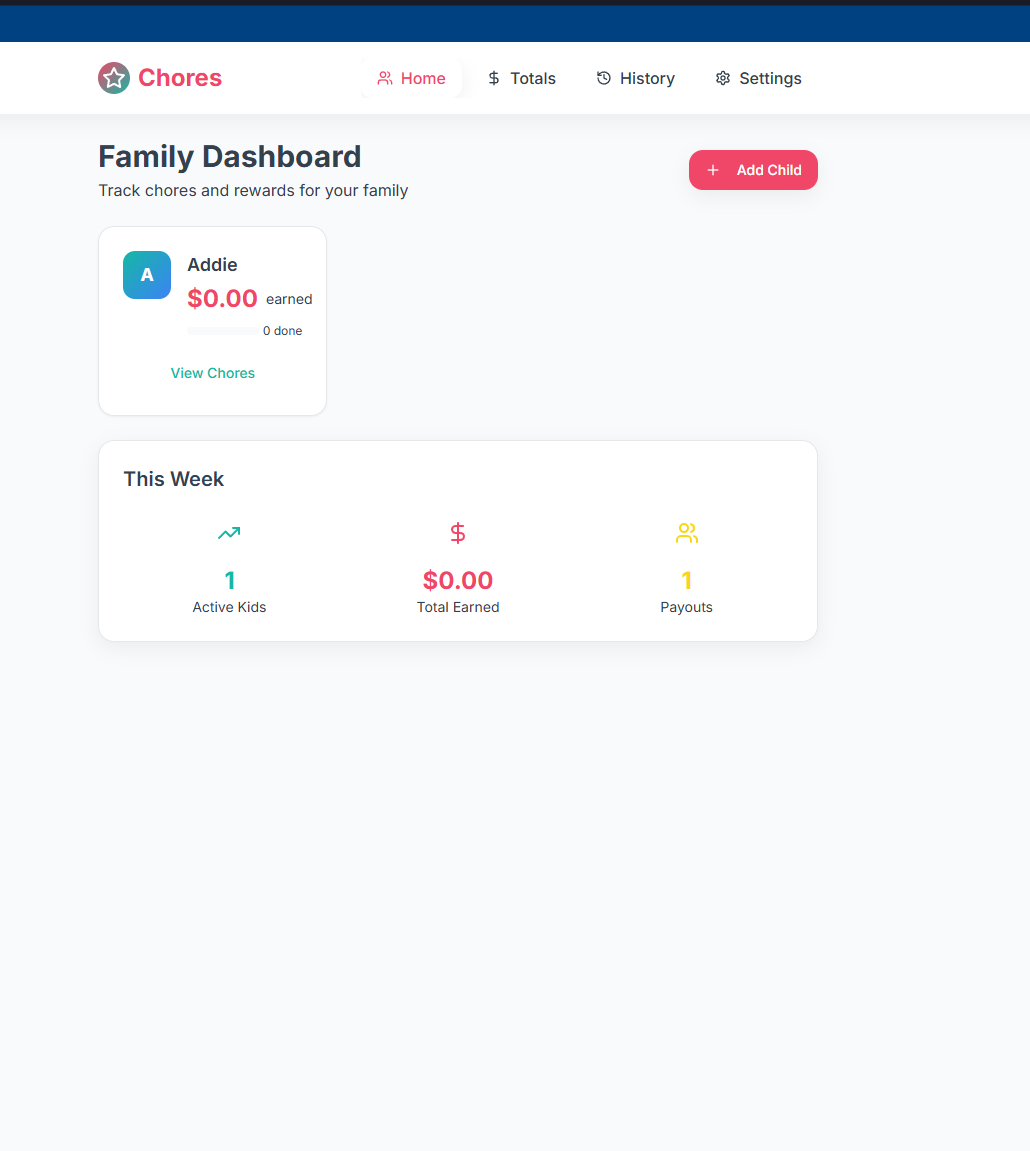 Chores
Home
Totals
History
Settings
Family Dashboard
Track chores and rewards for your family
Add Child
A
Addie
$0.00 earned
0 done
View Chores
This Week
1
Active Kids
$0.00
Total Earned
1
Payouts